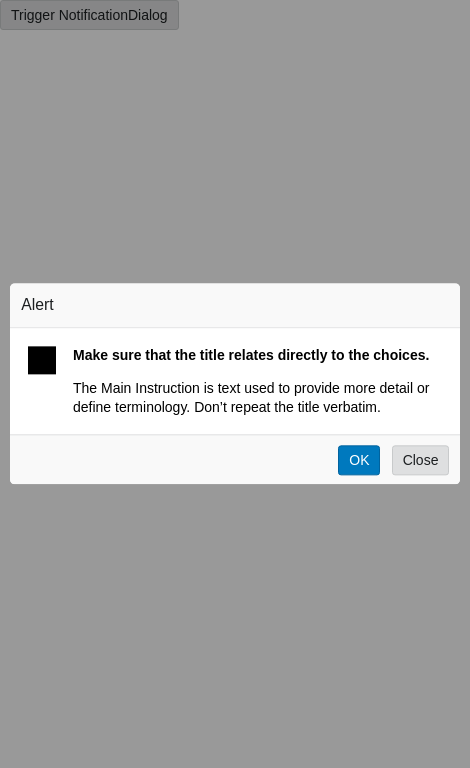 Trigger NotificationDialog
Alert
Make sure that the title relates directly to the choices.
The Main Instruction is text used to provide more detail or
define terminology. Don’t repeat the title verbatim.
OK Close